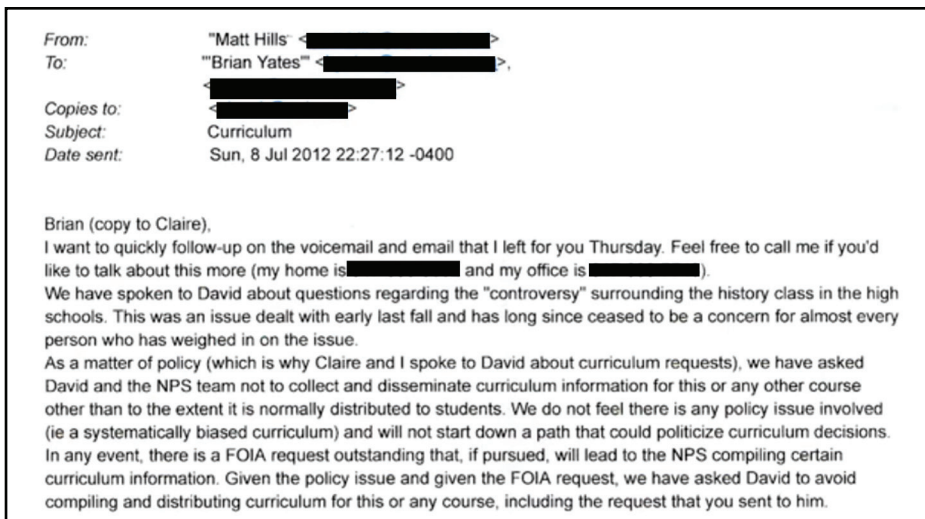 From: "Matt Hills" < >
To: "'Brian Yates'" < >,
< >
Copies to: < >
Subject: Curriculum
Date sent: Sun, 8 Jul 2012 22:27:12 -0400
Brian (copy to Claire),
I want to quickly follow-up on the voicemail and email that I left for you Thursday. Feel free to call me if you'd
like to talk about this more (my home is and my office is ).
We have spoken to David about questions regarding the "controversy" surrounding the history class in the high
schools. This was an issue dealt with early last fall and has long since ceased to be a concern for almost every
person who has weighed in on the issue.
As a matter of policy (which is why Claire and I spoke to David about curriculum requests), we have asked
David and the NPS team not to collect and disseminate curriculum information for this or any other course
other than to the extent it is normally distributed to students. We do not feel there is any policy issue involved
(ie a systematically biased curriculum) and will not start down a path that could politicize curriculum decisions.
In any event, there is a FOIA request outstanding that, if pursued, will lead to the NPS compiling certain
curriculum information. Given the policy issue and given the FOIA request, we have asked David to avoid
compiling and distributing curriculum for this or any course, including the request that you sent to him.